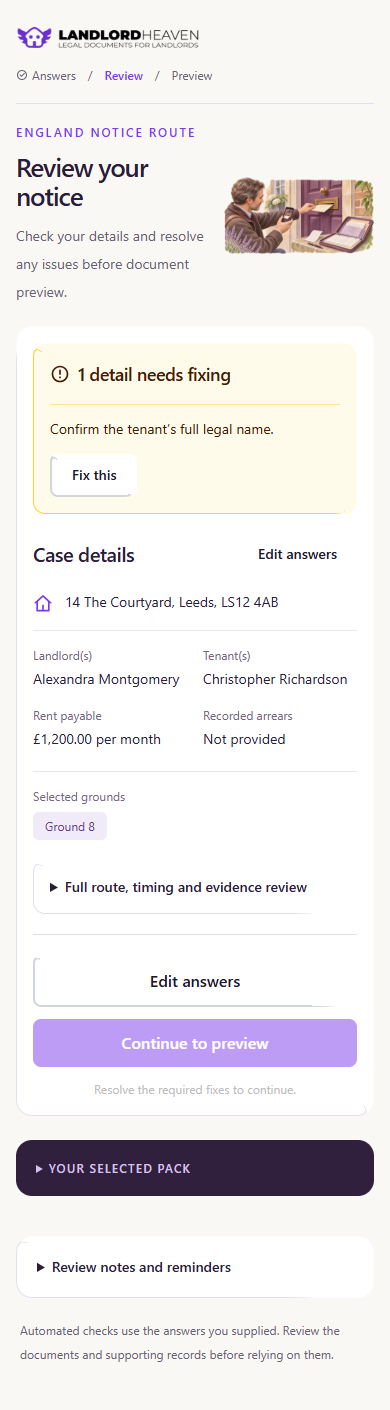 LANDLORDHEAVEN
LEGAL DOCUMENTS FOR LANDLORDS
Answers / Review / Preview
ENGLAND NOTICE ROUTE
Review your
notice
Check your details and resolve
any issues before document
preview.
1 detail needs fixing
Confirm the tenant's full legal name.
Fix this
Case details
Edit answers
14 The Courtyard, Leeds, LS12 4AB
Landlord(s)
Alexandra Montgomery
Tenant(s)
Christopher Richardson
Rent payable
£1,200.00 per month
Recorded arrears
Not provided
Selected grounds
Ground 8
Full route, timing and evidence review
Edit answers
Continue to preview
Resolve the required fixes to continue.
YOUR SELECTED PACK
Review notes and reminders
Automated checks use the answers you supplied. Review the
documents and supporting records before relying on them.